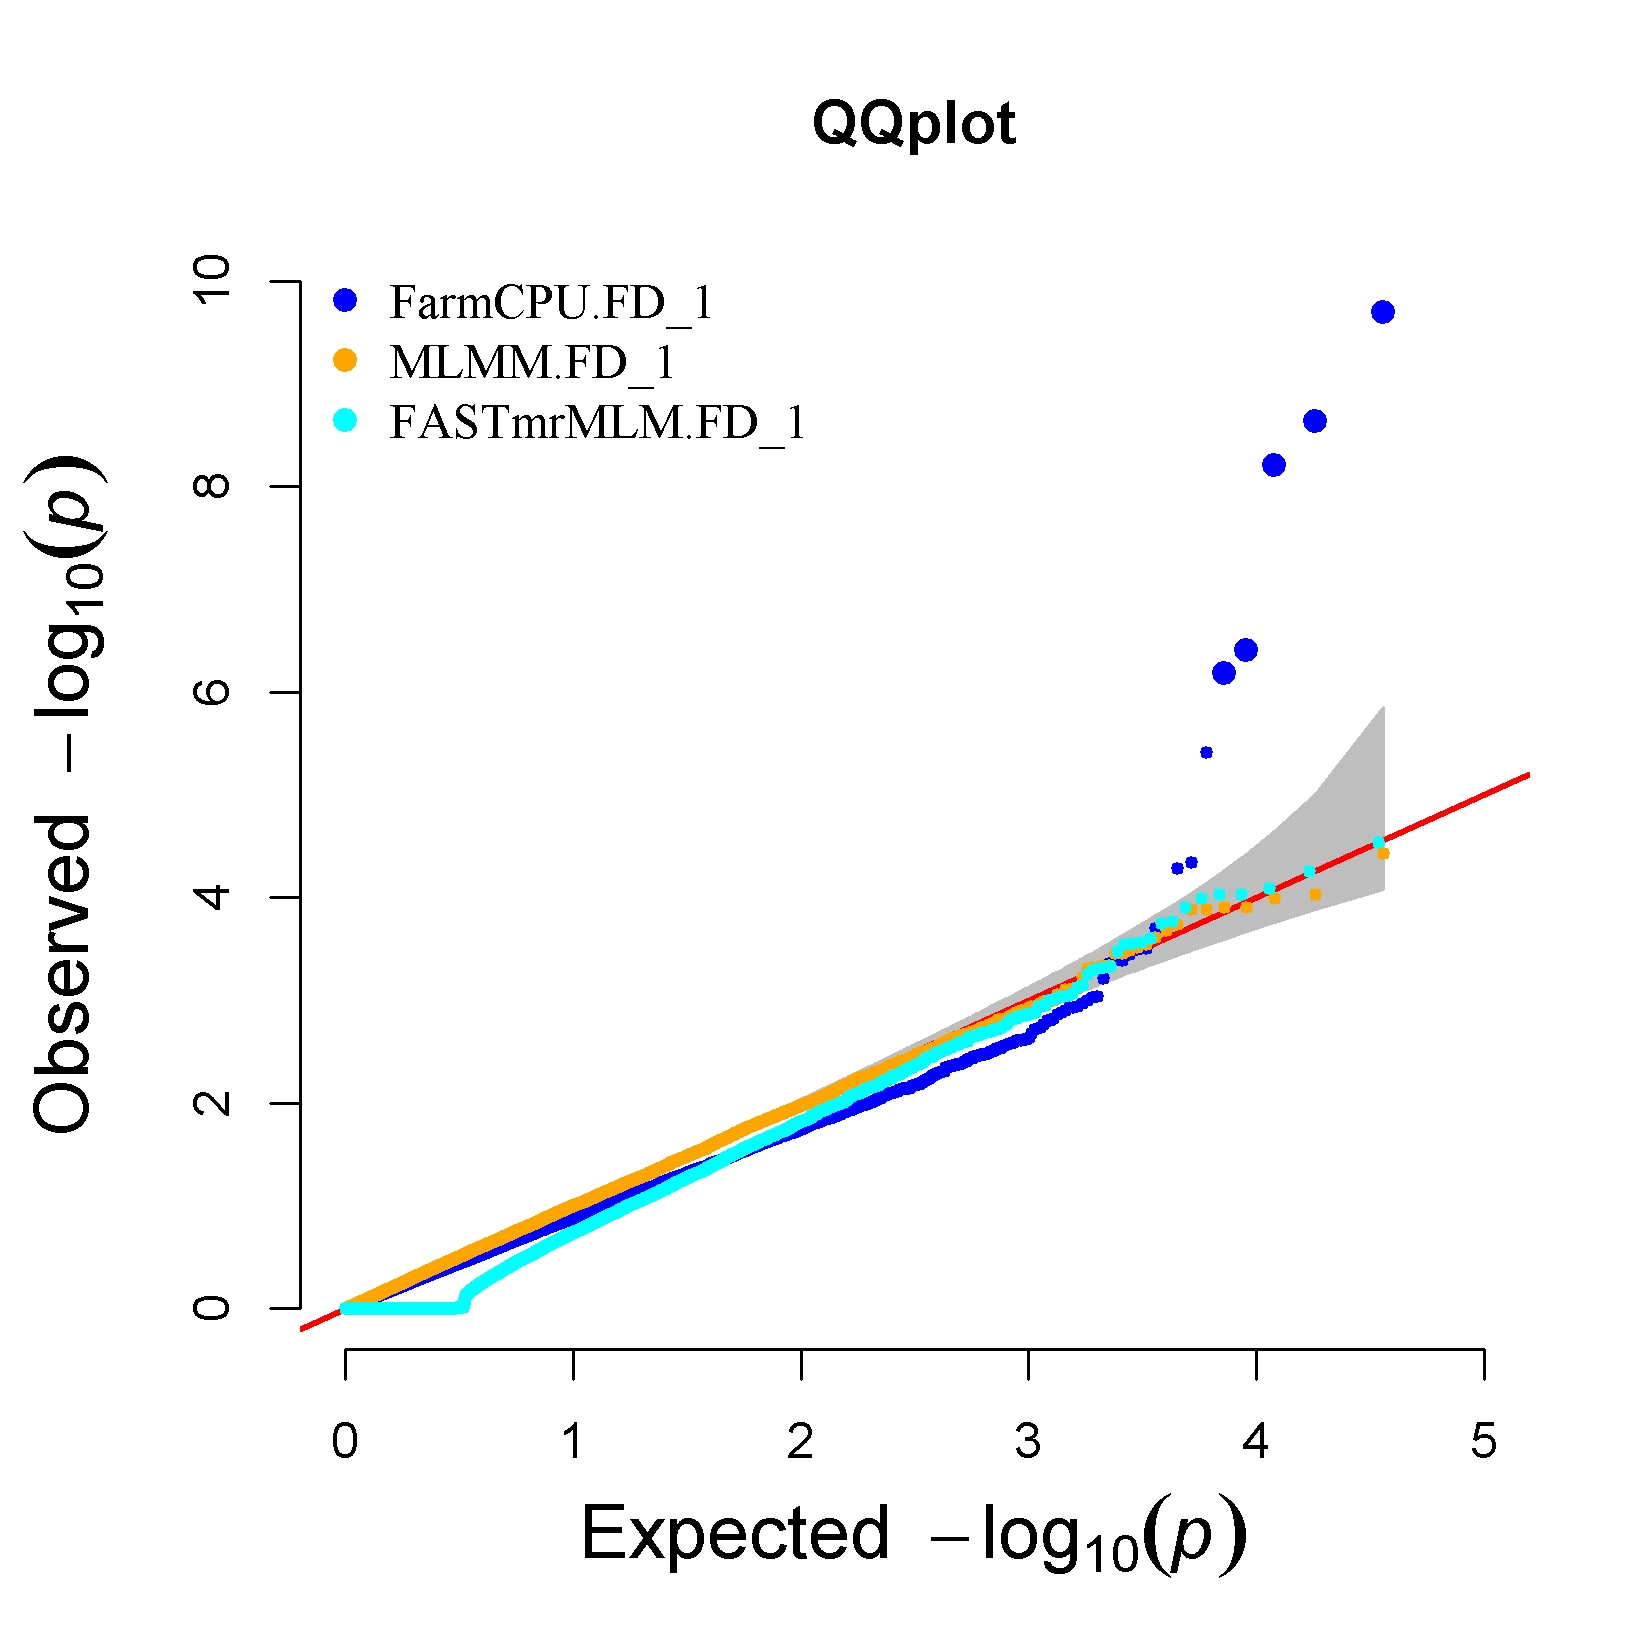 QQplot
FarmCPU.FD_1
MLMM.FD_1
FASTmrMLM.FD_1
Observed −log₁₀(p)
10
8
6
4
2
0
0 1 2 3 4 5
Expected −log₁₀(p)